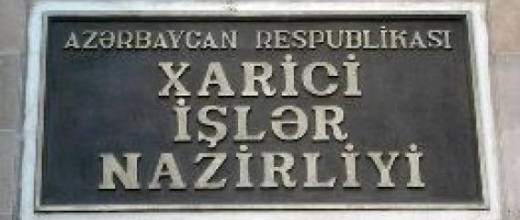 AZƏRBAYCAN RESPUBLİKASI
XARİCİ
İŞLƏR
NAZİRLİYİ